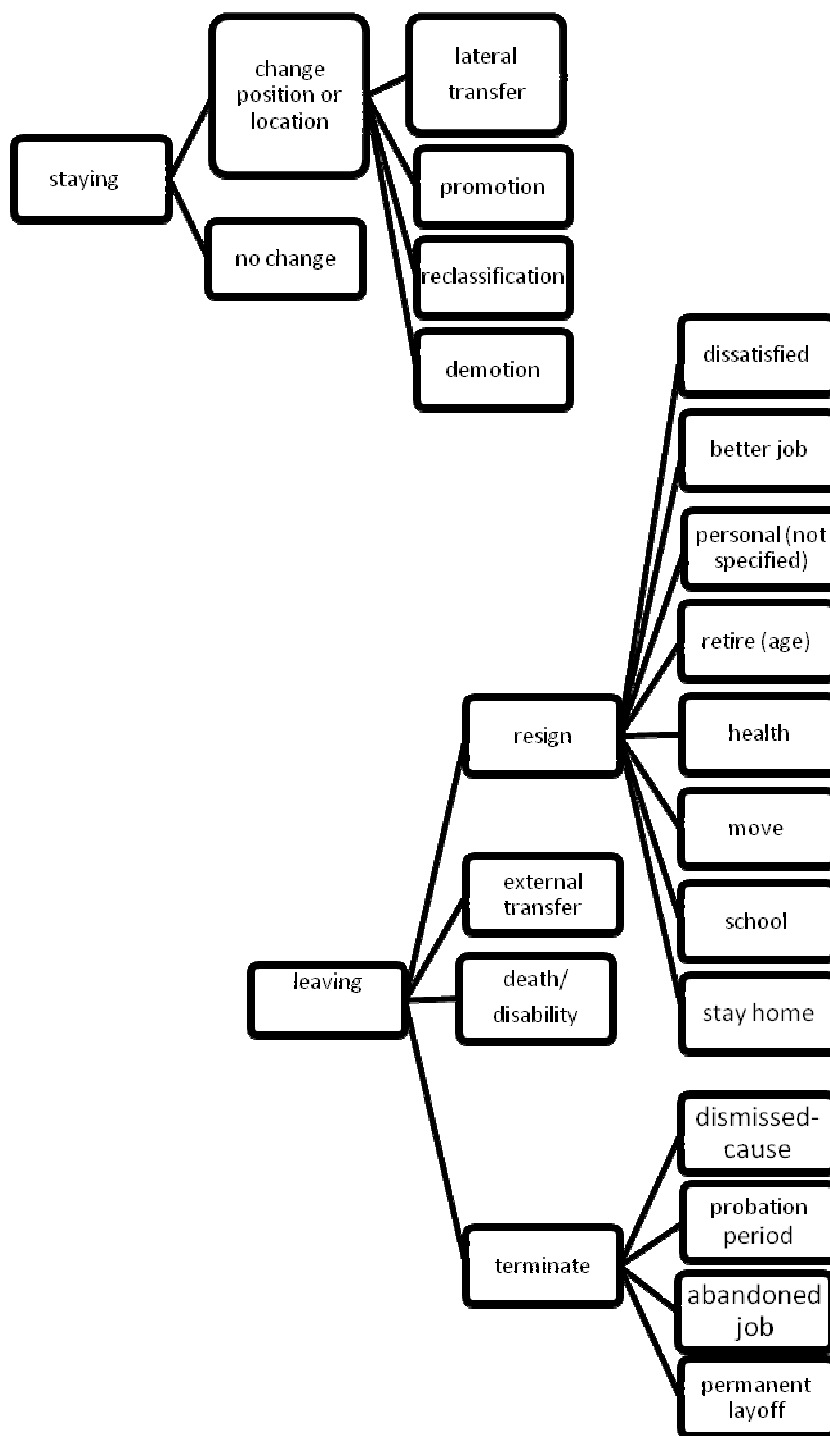 staying
change
position or
location
no change
lateral
transfer
promotion
reclassification
demotion
leaving
resign
external
transfer
death/
disability
terminate
dissatisfied
better job
personal (not
specified)
retire (age)
health
move
school
stay home
dismissed-
cause
probation
period
abandoned
job
permanent
layoff